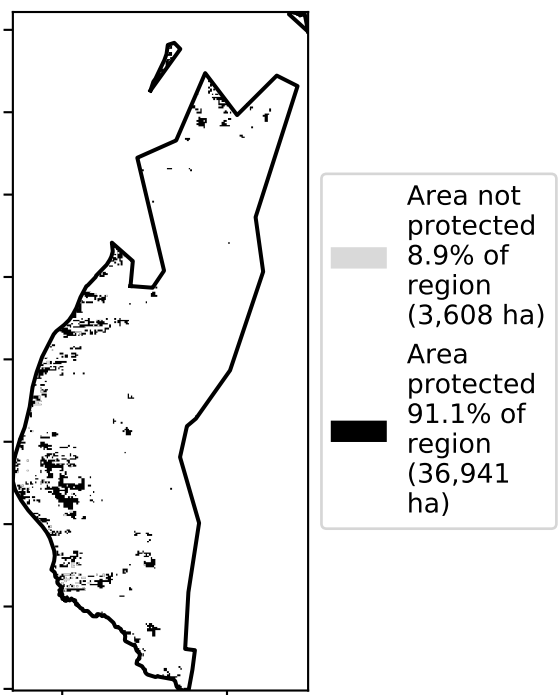 Area not
protected
8.9% of
region
(3,608 ha)
Area
protected
91.1% of
region
(36,941
ha)